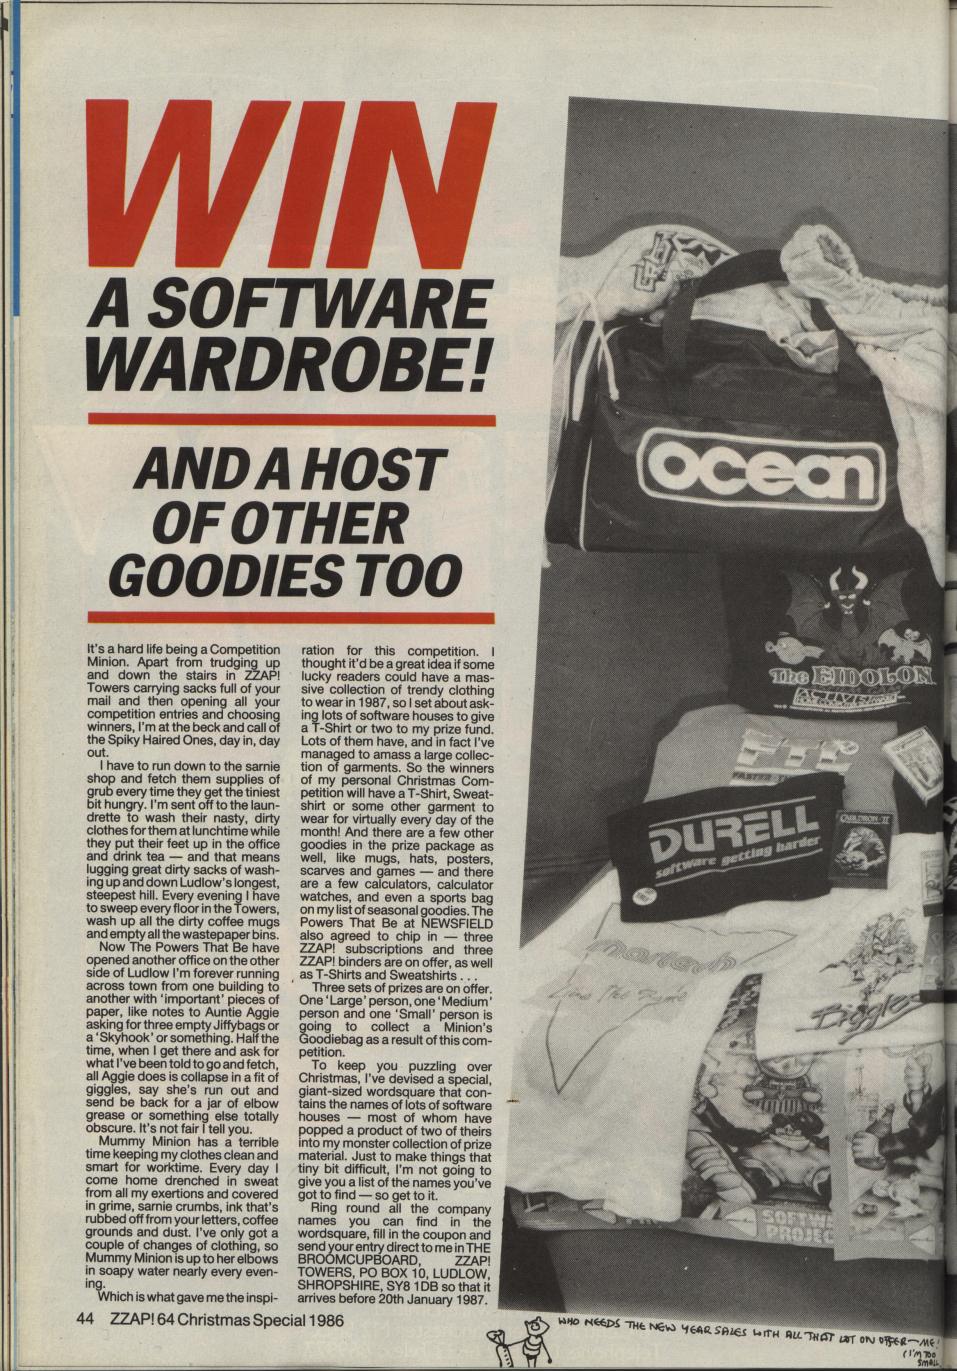 WIN
A SOFTWARE
WARDROBE!
AND A HOST
OF OTHER
GOODIES TOO
It's a hard life being a Competition
Minion. Apart from trudging up
and down the stairs in ZZAP!
Towers carrying sacks full of your
mail and then opening all your
competition entries and choosing
winners, I'm at the beck and call of
the Spiky Haired Ones, day in, day
out.
I have to run down to the sarnie
shop and fetch them supplies of
grub every time they get the tiniest
bit hungry. I'm sent off to the laun-
drette to wash their nasty, dirty
clothes for them at lunchtime while
they put their feet up in the office
and drink tea — and that means
lugging great dirty sacks of wash-
ing up and down Ludlow's longest,
steepest hill. Every evening I have
to sweep every floor in the Towers,
wash up all the dirty coffee mugs
and empty all the wastepaper bins.
Now The Powers That Be have
opened another office on the other
side of Ludlow I'm forever running
across town from one building to
another with 'important' pieces of
paper, like notes to Auntie Aggie
asking for three empty Jiffybags or
a 'Skyhook' or something. Half the
time, when I get there and ask for
what I've been told to go and fetch,
all Aggie does is collapse in a fit of
giggles, say she's run out and
send be back for a jar of elbow
grease or something else totally
obscure. It's not fair I tell you.
Mummy Minion has a terrible
time keeping my clothes clean and
smart for worktime. Every day I
come home drenched in sweat
from all my exertions and covered
in grime, sarnie crumbs, ink that's
rubbed off from your letters, coffee
grounds and dust. I've only got a
couple of changes of clothing, so
Mummy Minion is up to her elbows
in soapy water nearly every even-
ing.
Which is what gave me the inspi-
ration for this competition. I
thought it'd be a great idea if some
lucky readers could have a mas-
sive collection of trendy clothing
to wear in 1987, so I set about ask-
ing lots of software houses to give
a T-Shirt or two to my prize fund.
Lots of them have, and in fact I've
managed to amass a large collec-
tion of garments. So the winners
of my personal Christmas Com-
petition will have a T-Shirt, Sweat-
shirt or some other garment to
wear for virtually every day of the
month! And there are a few other
goodies in the prize package as
well, like mugs, hats, posters,
scarves and games — and there
are a few calculators, calculator
watches, and even a sports bag
on my list of seasonal goodies. The
Powers That Be at NEWSFIELD
also agreed to chip in — three
ZZAP! subscriptions and three
ZZAP! binders are on offer, as well
as T-Shirts and Sweatshirts . . .
Three sets of prizes are on offer.
One 'Large' person, one 'Medium'
person and one 'Small' person is
going to collect a Minion's
Goodiebag as a result of this com-
petition.
To keep you puzzling over
Christmas, I've devised a special,
giant-sized wordsquare that con-
tains the names of lots of software
houses — most of whom have
popped a product of two of theirs
into my monster collection of prize
material. Just to make things that
tiny bit difficult, I'm not going to
give you a list of the names you've
got to find — so get to it.
Ring round all the company
names you can find in the
wordsquare, fill in the coupon and
send your entry direct to me in THE
BROOMCUPBOARD, ZZAP!
TOWERS, PO BOX 10, LUDLOW,
SHROPSHIRE, SY8 1DB so that it
arrives before 20th January 1987.
ocean
The EIDOLON
FTL
FASTER
DURELL
software getting harder
CAULDRON II
martech
Biggles
SOFTWA
PROJEC
44 ZZAP! 64 Christmas Special 1986
WHO NEEDS THE NEW YEAR SALES WITH ALL THAT LOT ON OFFER — ME!
(I'M TOO
SMALL